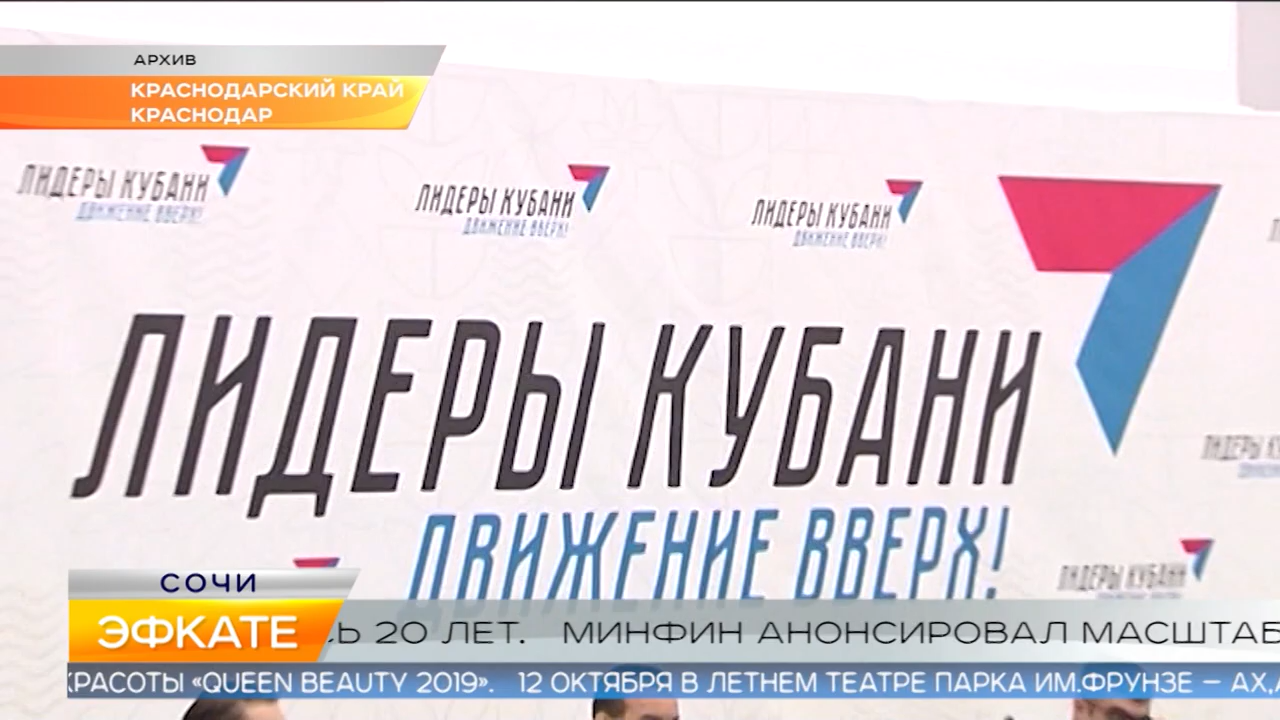 АРХИВ
КРАСНОДАРСКИЙ КРАЙ
КРАСНОДАР
ЛИДЕРЫ КУБАНИ
ДВИЖЕНИЕ ВВЕРХ!
ЛИДЕРЫ КУБАНИ
ДВИЖЕНИЕ ВВЕРХ!
ЛИДЕРЫ КУБАНИ
ДВИЖЕНИЕ ВВЕРХ!
ЛИДЕРЫ КУБАНИ
ДВИЖЕНИЕ ВВЕРХ!
ЛИДЕРЫ КУБ
ЛИДЕРЫ КУБАНИ
СОЧИ
ЭФКАТЕ
СЬ 20 ЛЕТ. МИНФИН АНОНСИРОВАЛ МАСШТАБ
КРАСОТЫ «QUEEN BEAUTY 2019». 12 ОКТЯБРЯ В ЛЕТНЕМ ТЕАТРЕ ПАРКА ИМ.ФРУНЗЕ – АХ,